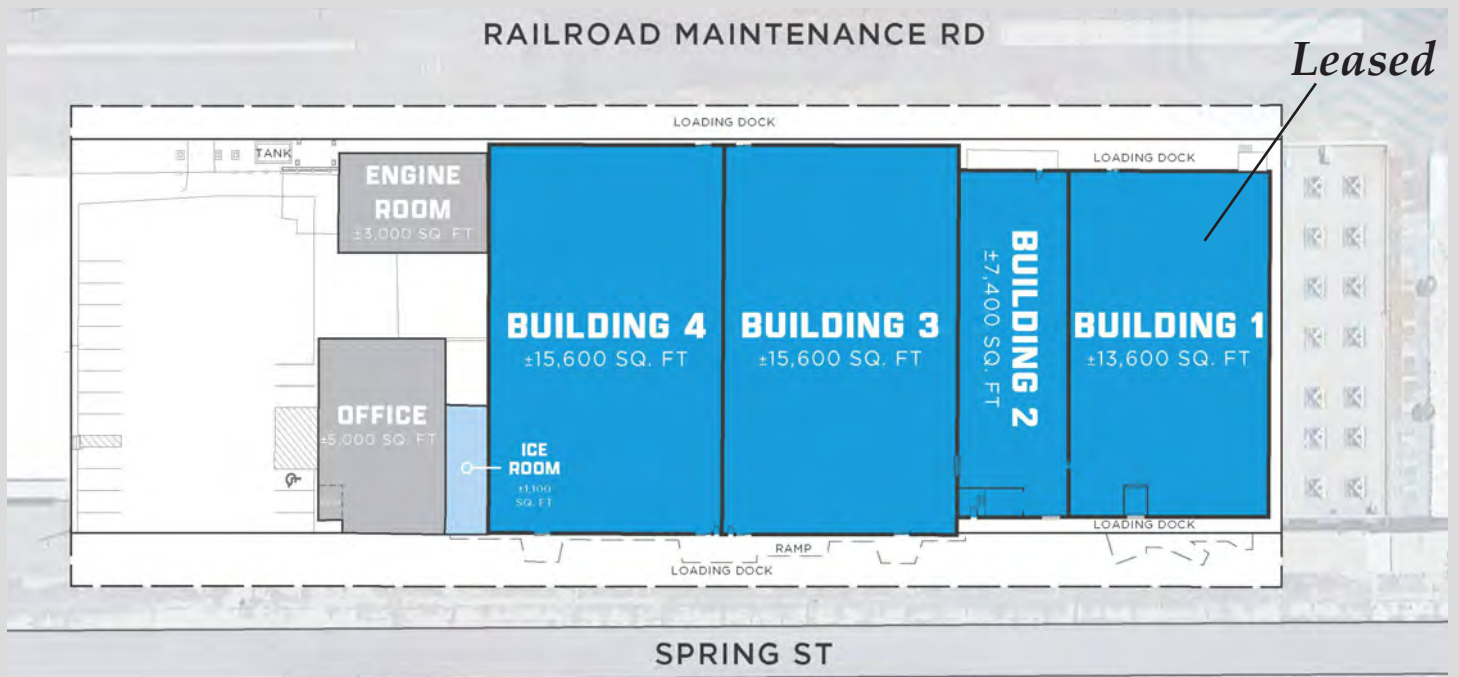 RAILROAD MAINTENANCE RD
Leased
LOADING DOCK
TANK
LOADING DOCK
ENGINE
ROOM
±3,000 SQ. FT
BUILDING 4
±15,600 SQ. FT
BUILDING 3
±15,600 SQ. FT
BUILDING 2
±7,400 SQ. FT
BUILDING 1
±13,600 SQ. FT
OFFICE
±5,000 SQ. FT
ICE
ROOM
±1,100
SQ. FT
LOADING DOCK
RAMP
LOADING DOCK
SPRING ST